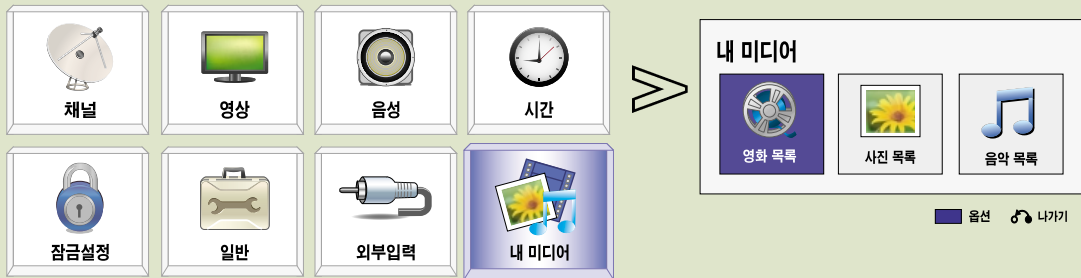 채널
영상
음성
시간
잠금설정
일반
외부입력
내 미디어
내 미디어
영화 목록
사진 목록
음악 목록
옵션
나가기